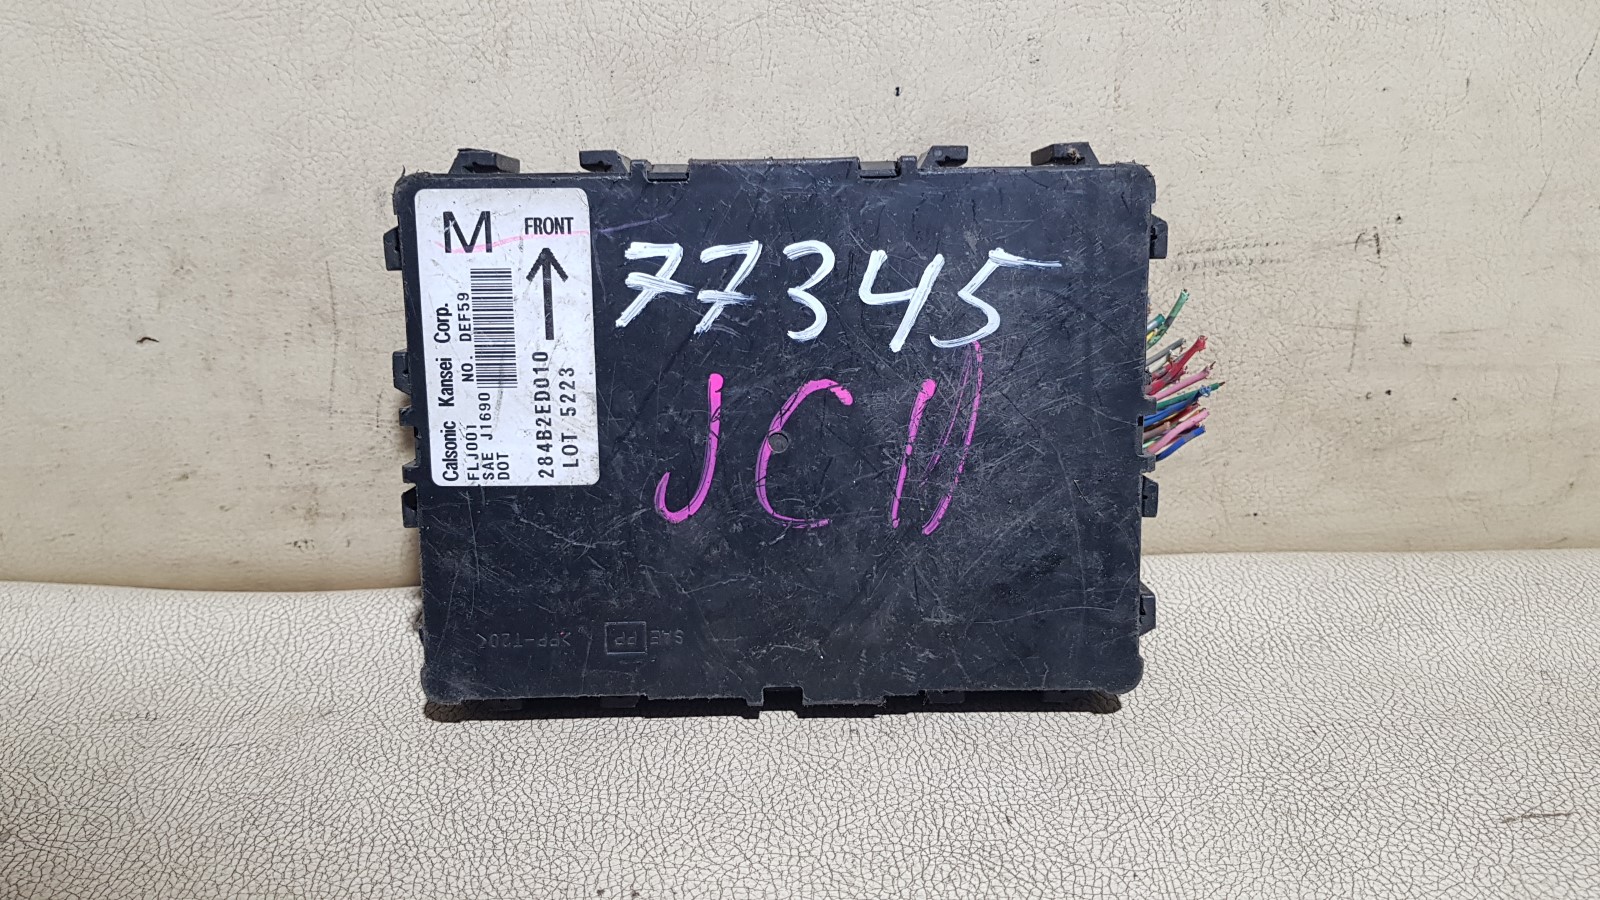 M FRONT
Calsonic Kansei Corp.
FLJ001 NO. DEF59
SAE J1690
DOT
284B2ED010
LOT 5223
77345
JC11
>PP-T20<
PP
SAE